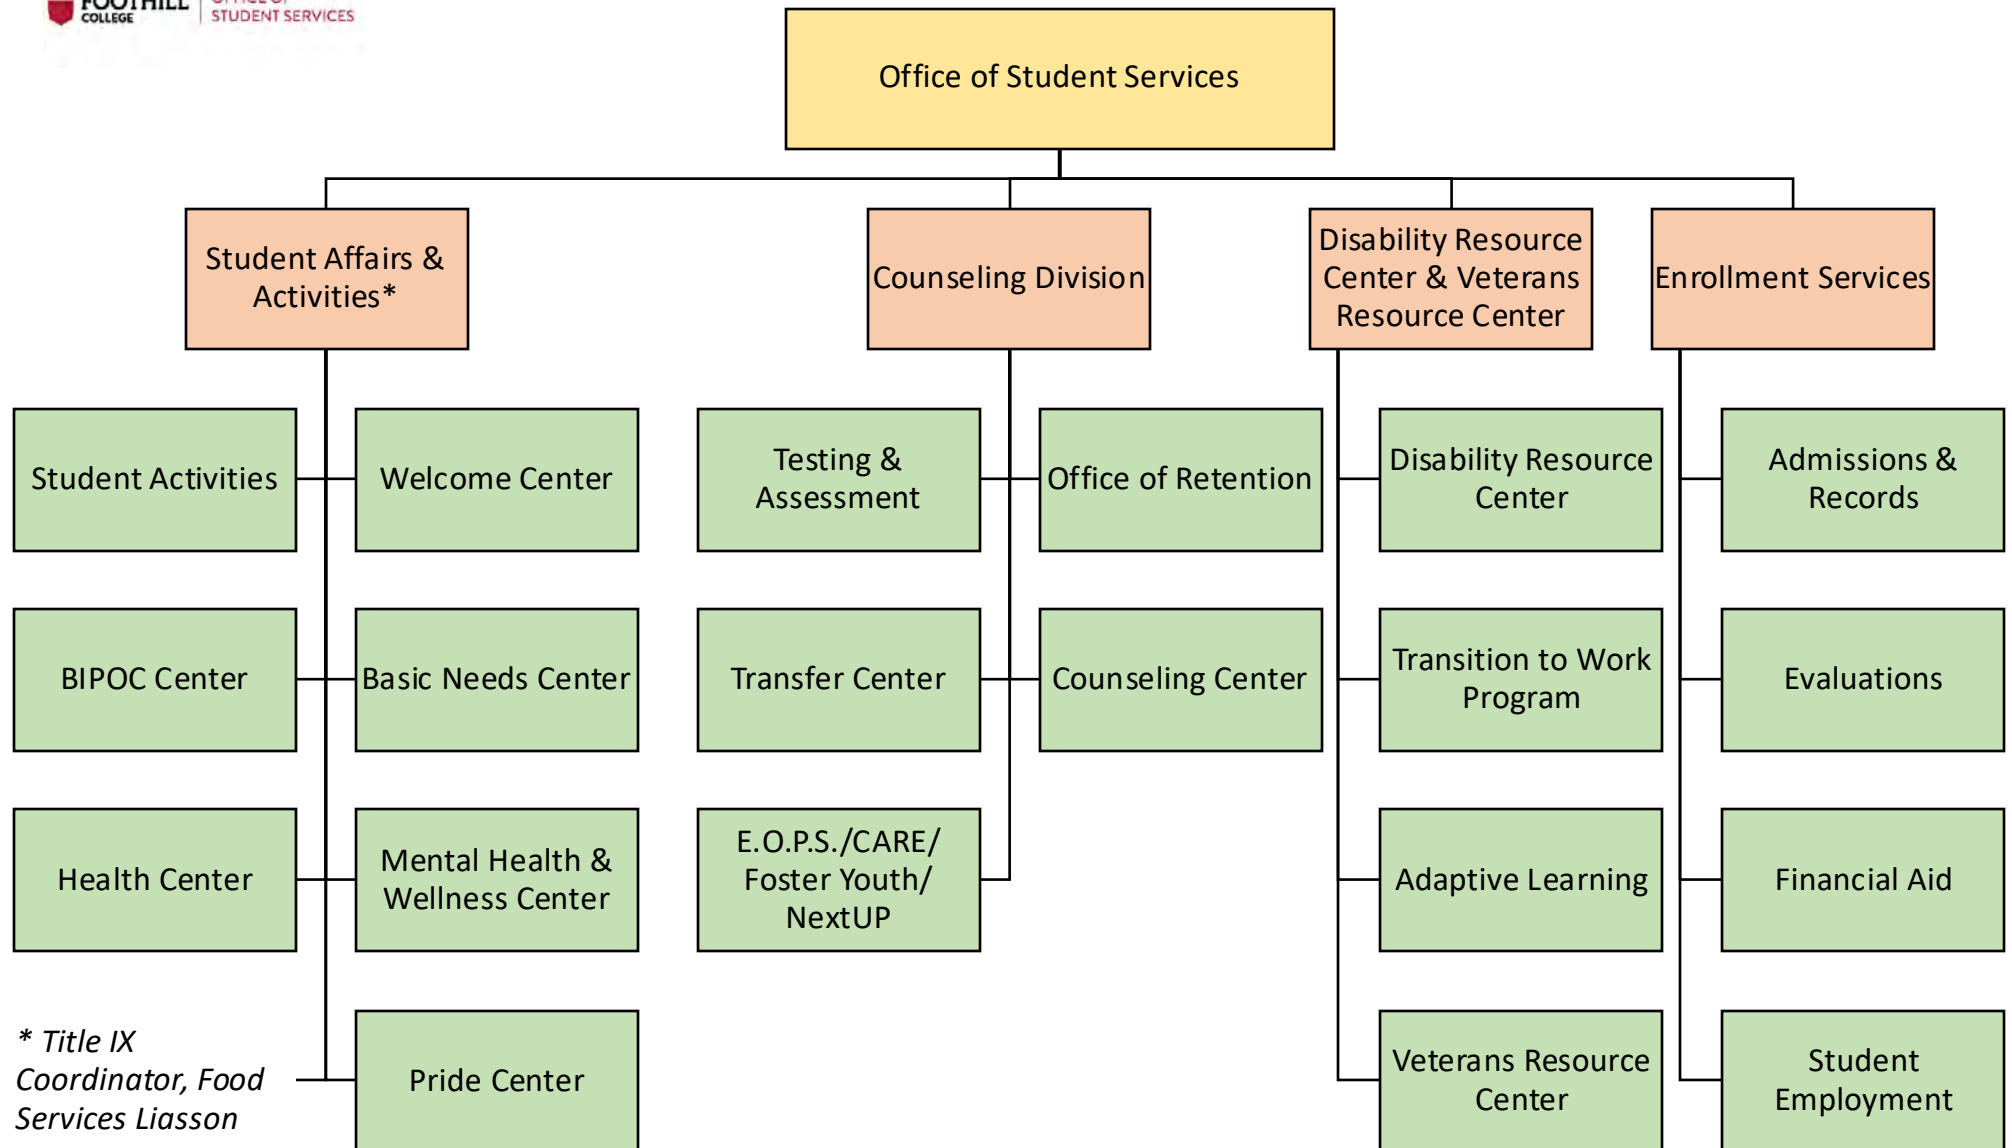 FOOTHILL
COLLEGE
OFFICE OF
STUDENT SERVICES
Office of Student Services
Student Affairs &
Activities*
Counseling Division
Disability Resource
Center & Veterans
Resource Center
Enrollment Services
Student Activities
Welcome Center
Testing &
Assessment
Office of Retention
Disability Resource
Center
Admissions &
Records
BIPOC Center
Basic Needs Center
Transfer Center
Counseling Center
Transition to Work
Program
Evaluations
Health Center
Mental Health &
Wellness Center
E.O.P.S./CARE/
Foster Youth/
NextUP
Adaptive Learning
Financial Aid
* Title IX
Coordinator, Food
Services Liasson
Pride Center
Veterans Resource
Center
Student
Employment